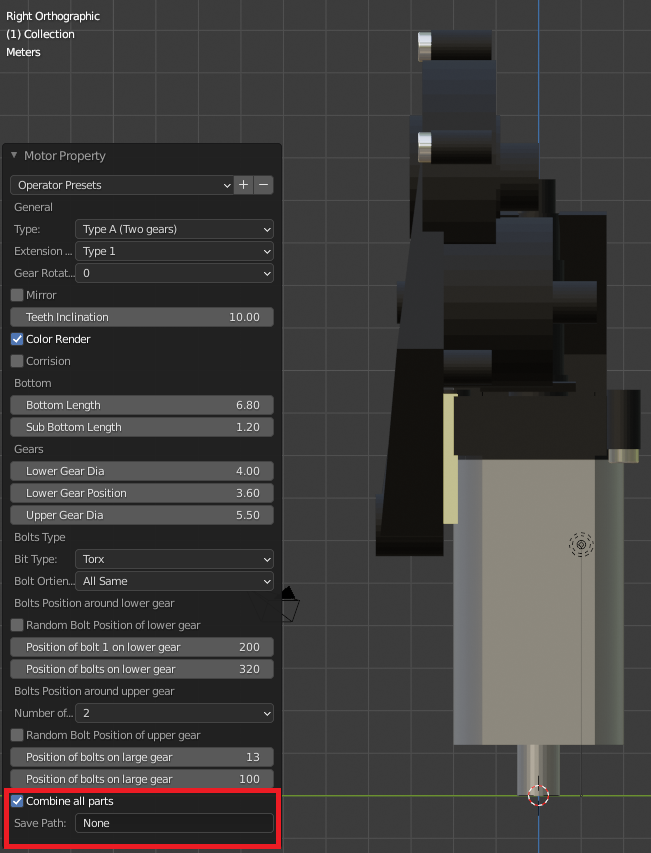 Right Orthographic
(1) Collection
Meters
Motor Property
Operator Presets
General
Type: Type A (Two gears)
Extension ... Type 1
Gear Rotat... 0
Mirror
Teeth Inclination 10.00
Color Render
Corrision
Bottom
Bottom Length 6.80
Sub Bottom Length 1.20
Gears
Lower Gear Dia 4.00
Lower Gear Position 3.60
Upper Gear Dia 5.50
Bolts Type
Bit Type: Torx
Bolt Ortien... All Same
Bolts Position around lower gear
Random Bolt Position of lower gear
Position of bolt 1 on lower gear 200
Position of bolts on lower gear 320
Bolts Position around upper gear
Number of... 2
Random Bolt Position of upper gear
Position of bolts on large gear 13
Position of bolts on large gear 100
Combine all parts
Save Path: None